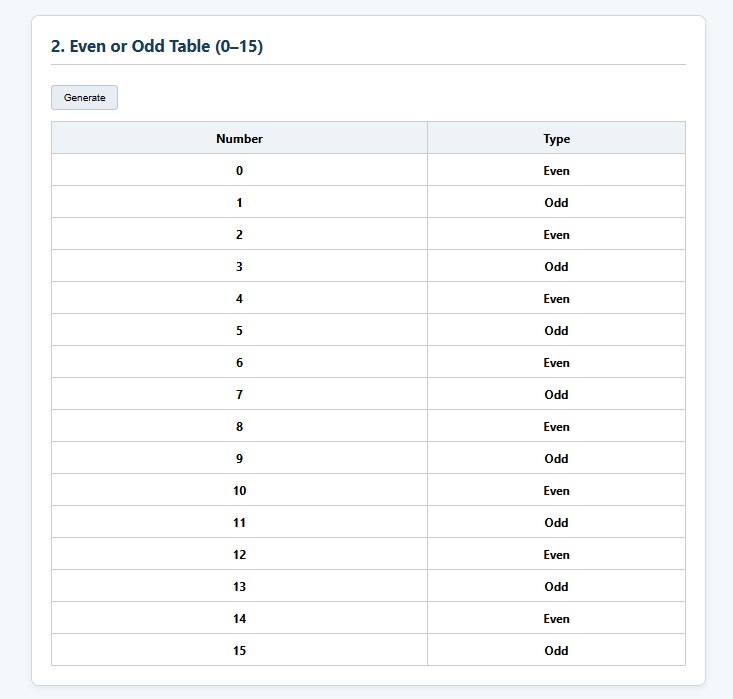 2. Even or Odd Table (0–15)
Generate
Number Type
0 Even
1 Odd
2 Even
3 Odd
4 Even
5 Odd
6 Even
7 Odd
8 Even
9 Odd
10 Even
11 Odd
12 Even
13 Odd
14 Even
15 Odd